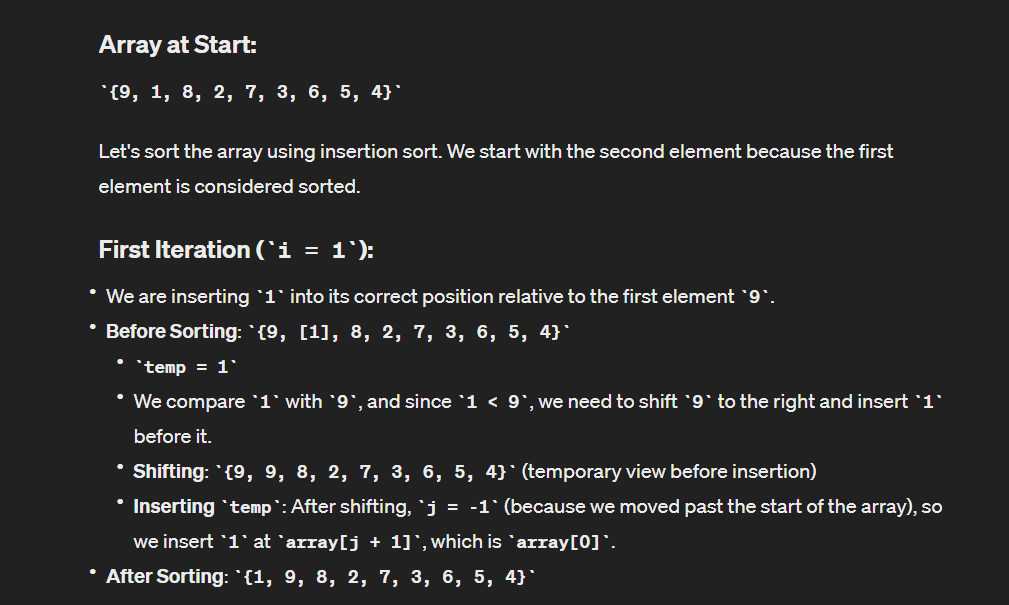 Array at Start:
`{9, 1, 8, 2, 7, 3, 6, 5, 4}`
Let's sort the array using insertion sort. We start with the second element because the first
element is considered sorted.
First Iteration (`i = 1`):
• We are inserting `1` into its correct position relative to the first element `9`.
• Before Sorting: `{9, [1], 8, 2, 7, 3, 6, 5, 4}`
• `temp = 1`
• We compare `1` with `9`, and since `1 < 9`, we need to shift `9` to the right and insert `1`
before it.
• Shifting: `{9, 9, 8, 2, 7, 3, 6, 5, 4}` (temporary view before insertion)
• Inserting `temp`: After shifting, `j = -1` (because we moved past the start of the array), so
we insert `1` at `array[j + 1]`, which is `array[0]`.
• After Sorting: `{1, 9, 8, 2, 7, 3, 6, 5, 4}`